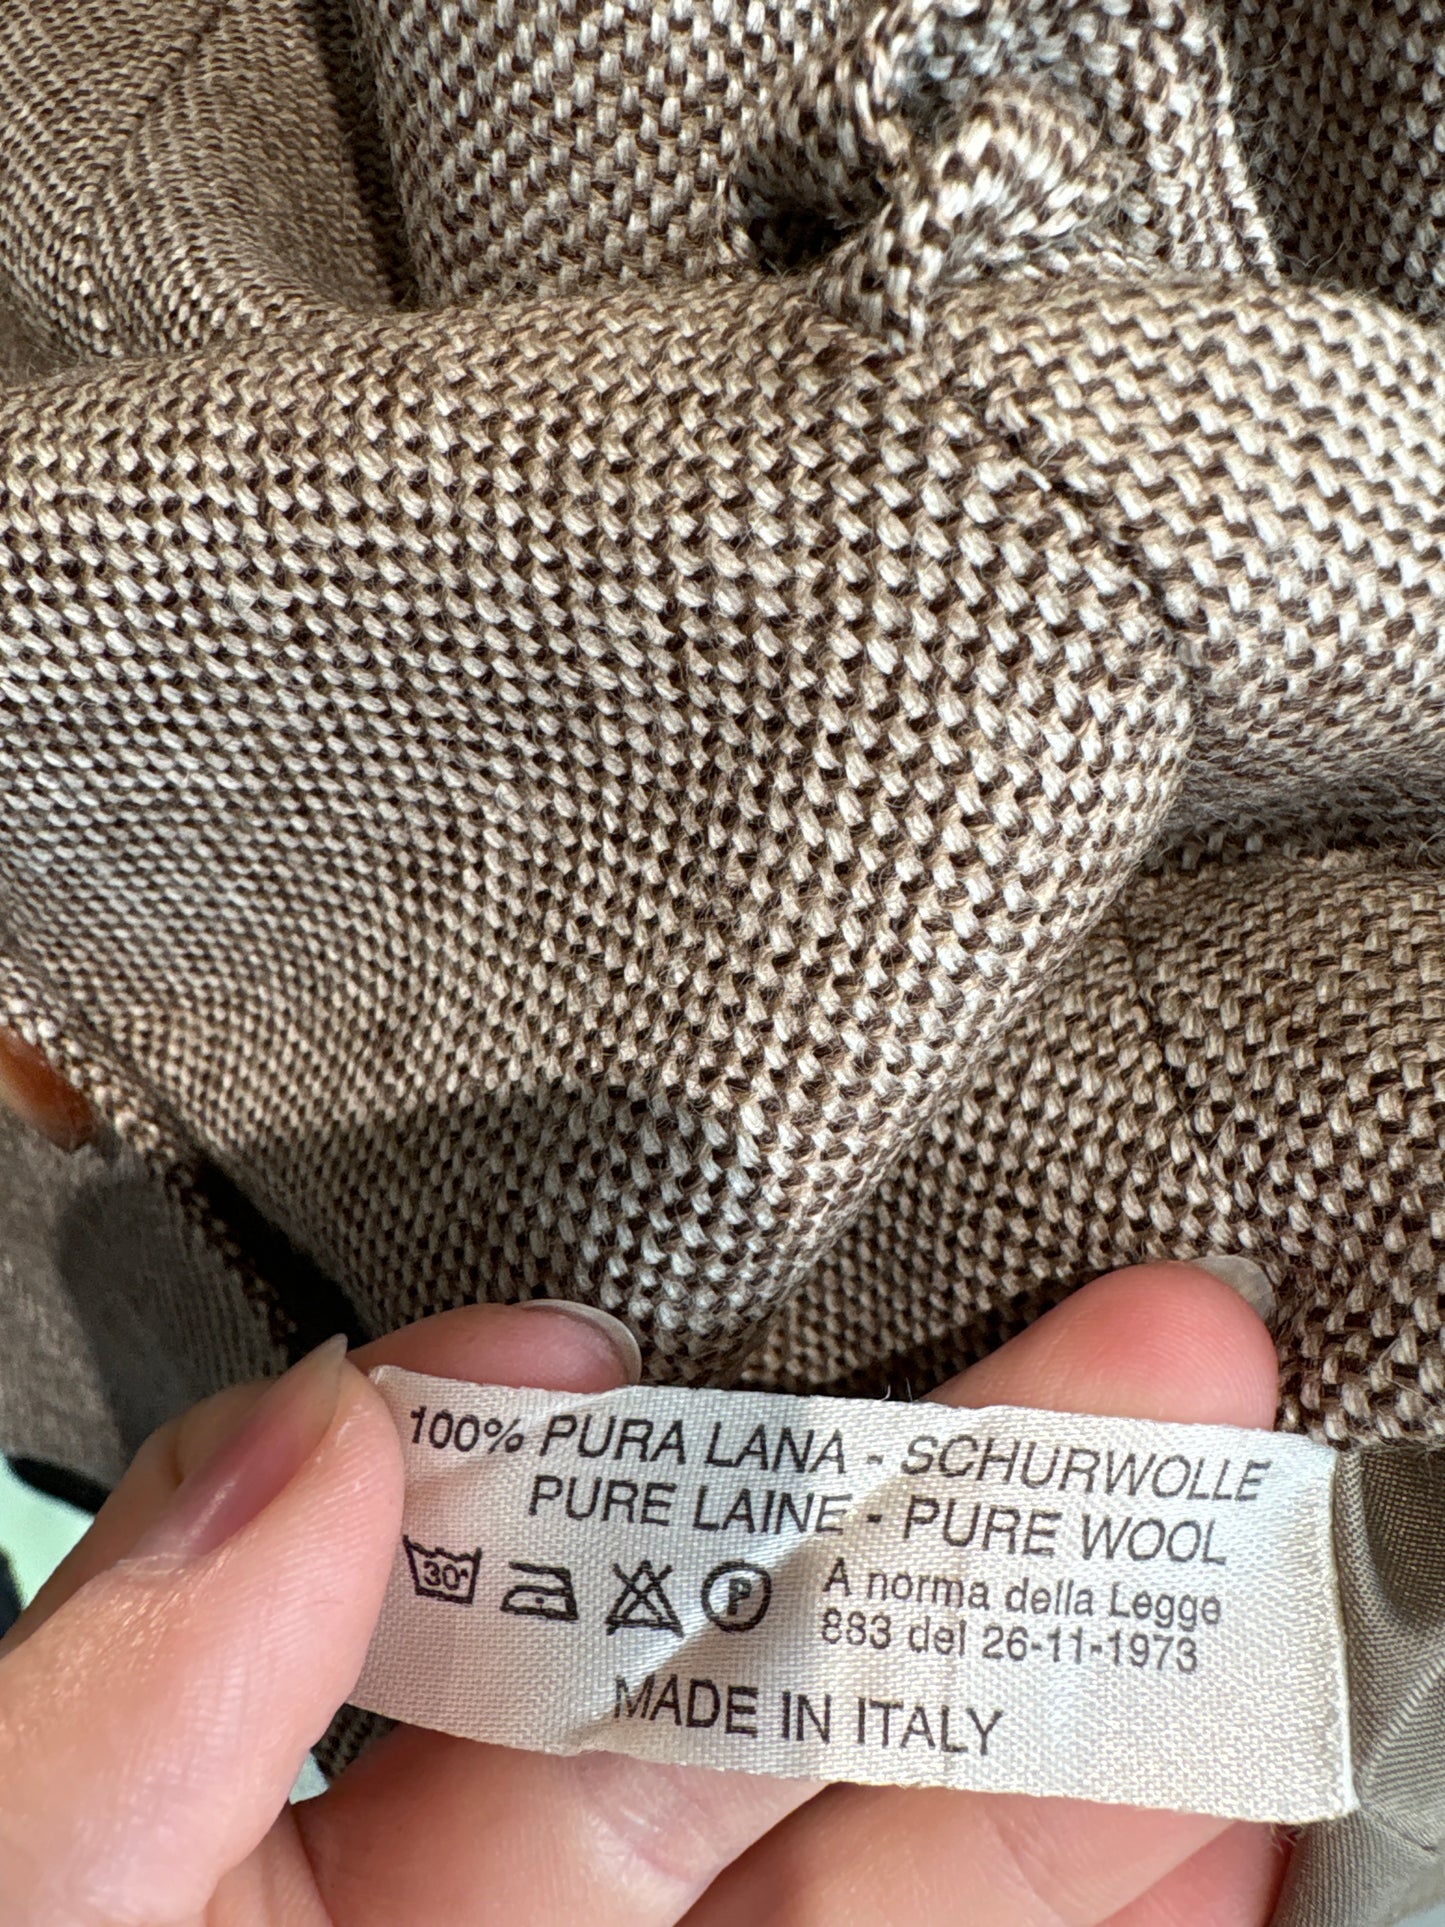 100% PURA LANA - SCHURWOLLE
PURE LAINE - PURE WOOL
30°
P
A norma della Legge
883 del 26-11-1973
MADE IN ITALY